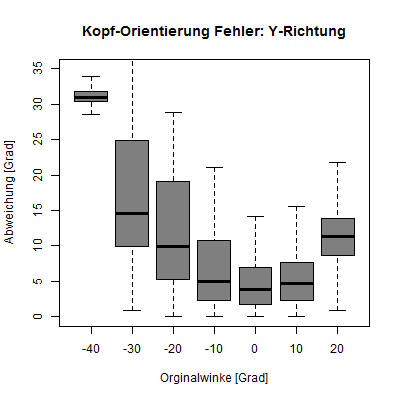 Kopf-Orientierung Fehler: Y-Richtung
Abweichung [Grad]
35
30
25
20
15
10
5
0
-40 -30 -20 -10 0 10 20
Orginalwinke [Grad]